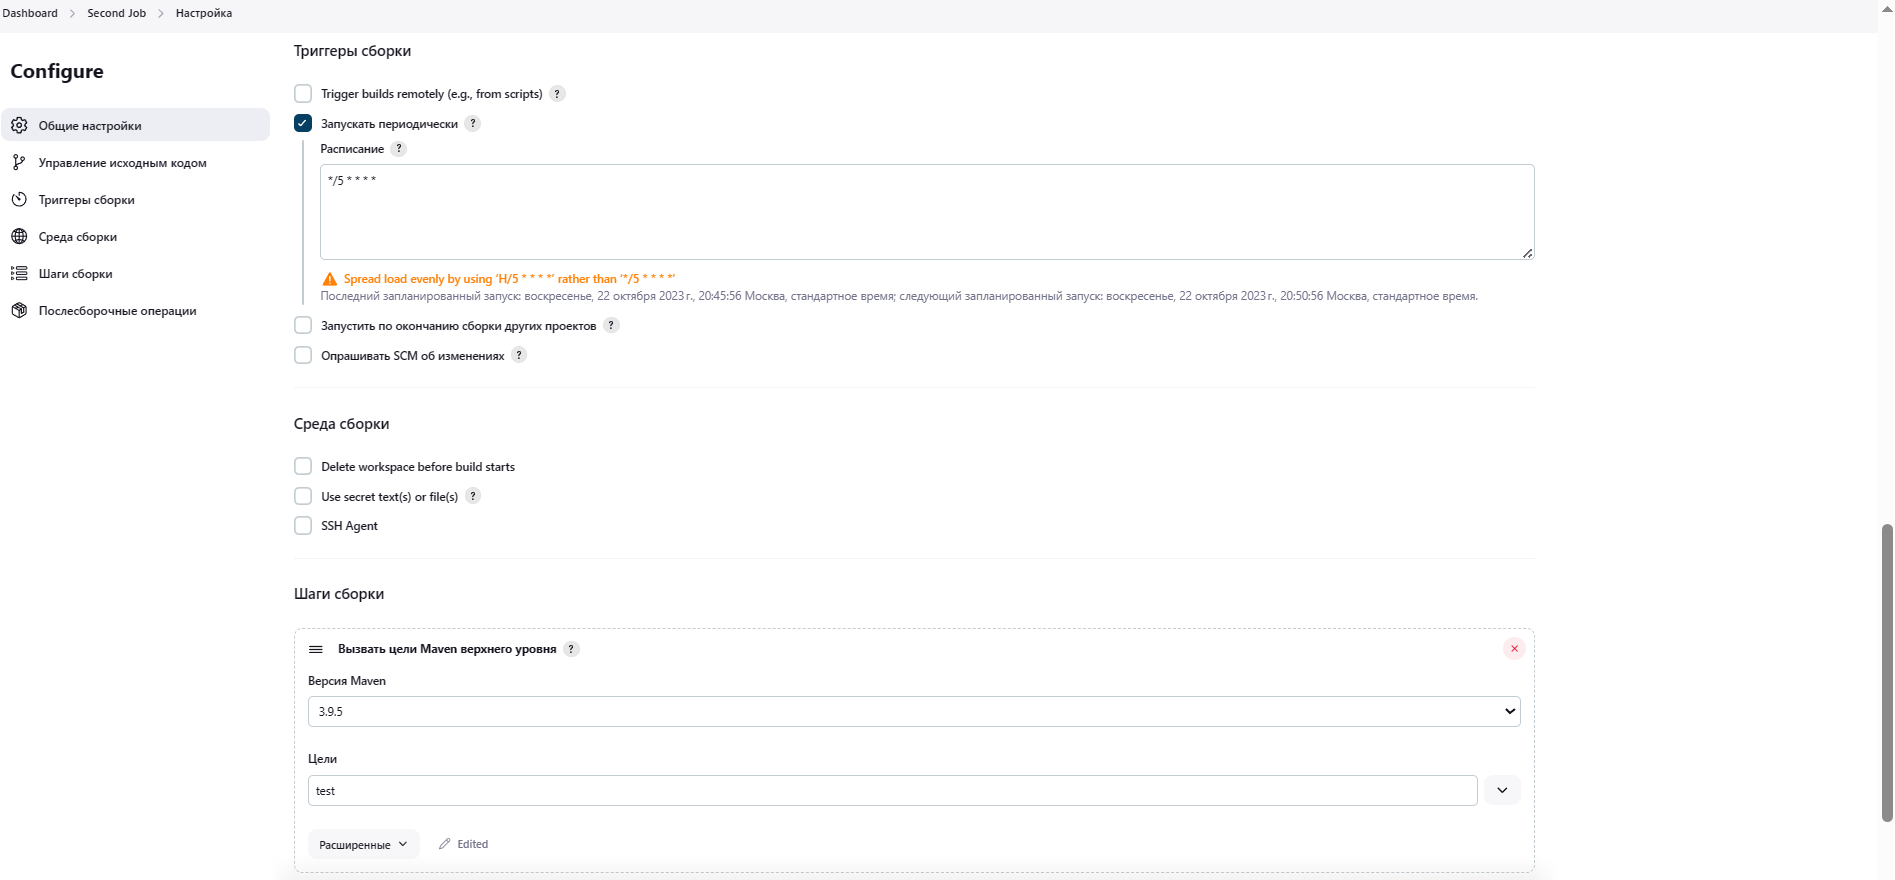 Dashboard > Second Job > Настройка
Configure
Общие настройки
Управление исходным кодом
Триггеры сборки
Среда сборки
Шаги сборки
Послесборочные операции
Триггеры сборки
Trigger builds remotely (e.g., from scripts) ?
Запускать периодически ?
Расписание ?
*/5 * * * *
Spread load evenly by using ‘H/5 * * * *’ rather than ‘*/5 * * * *’
Последний запланированный запуск: воскресенье, 22 октября 2023 г., 20:45:56 Москва, стандартное время; следующий запланированный запуск: воскресенье, 22 октября 2023 г., 20:50:56 Москва, стандартное время.
Запустить по окончанию сборки других проектов ?
Опрашивать SCM об изменениях ?
Среда сборки
Delete workspace before build starts
Use secret text(s) or file(s) ?
SSH Agent
Шаги сборки
Вызвать цели Maven верхнего уровня ?
Версия Maven
3.9.5
Цели
test
Расширенные
Edited